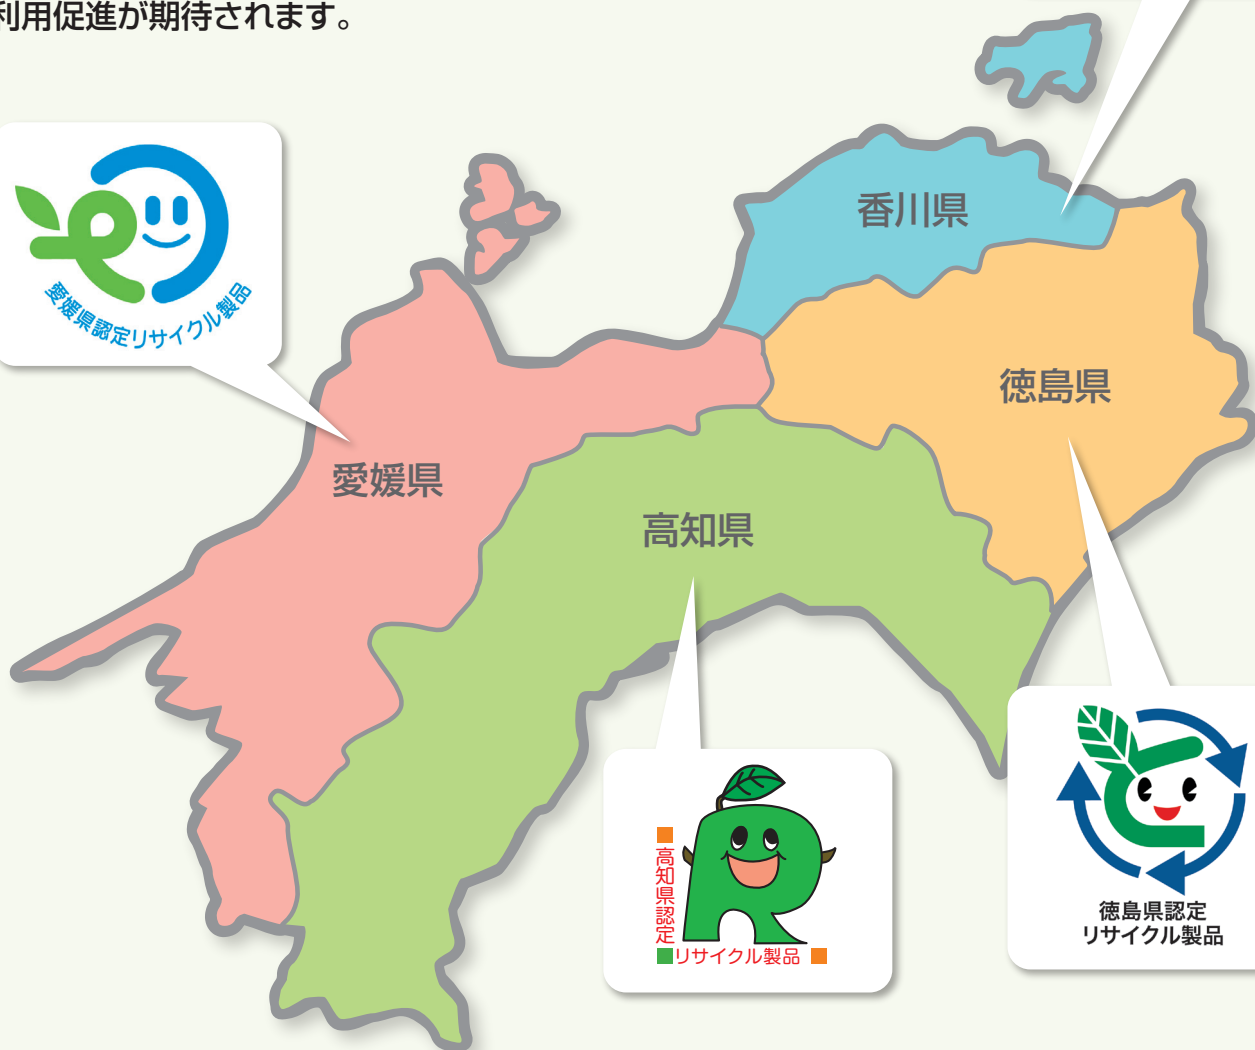 利用促進が期待されます。
香川県
愛媛県認定リサイクル製品
徳島県
愛媛県
高知県
高知県認定
リサイクル製品
徳島県認定
リサイクル製品